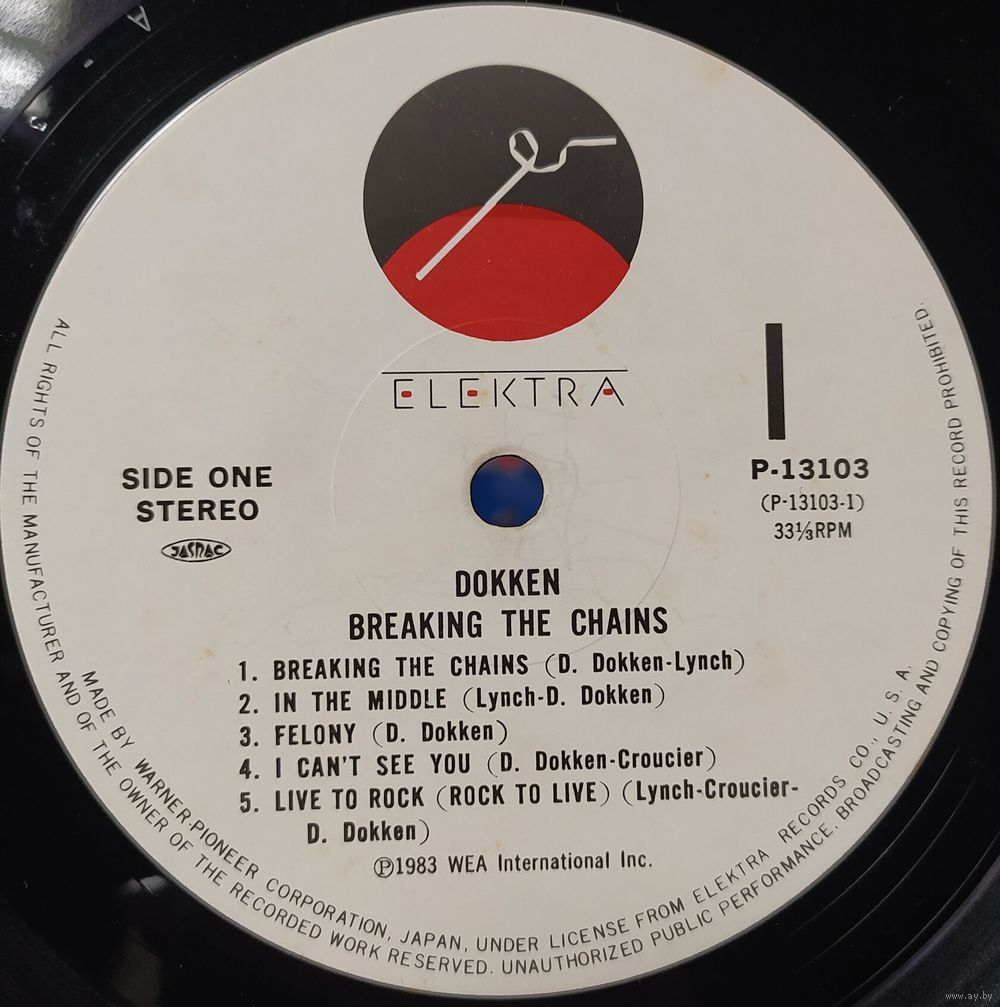 ELEKTRA
SIDE ONE
STEREO
JASRAC
P-13103
(P-13103-1)
33⅓RPM
DOKKEN
BREAKING THE CHAINS
1. BREAKING THE CHAINS (D. Dokken-Lynch)
2. IN THE MIDDLE (Lynch-D. Dokken)
3. FELONY (D. Dokken)
4. I CAN'T SEE YOU (D. Dokken-Croucier)
5. LIVE TO ROCK (ROCK TO LIVE) (Lynch-Croucier-
D. Dokken)
Ⓟ1983 WEA International Inc.
MADE BY WARNER-PIONEER CORPORATION, JAPAN, UNDER LICENSE FROM ELEKTRA RECORDS CO., U. S. A.
ALL RIGHTS OF THE MANUFACTURER AND OF THE OWNER OF THE RECORDED WORK RESERVED. UNAUTHORIZED PUBLIC PERFORMANCE, BROADCASTING AND COPYING OF THIS RECORD PROHIBITED.
www.ay.by